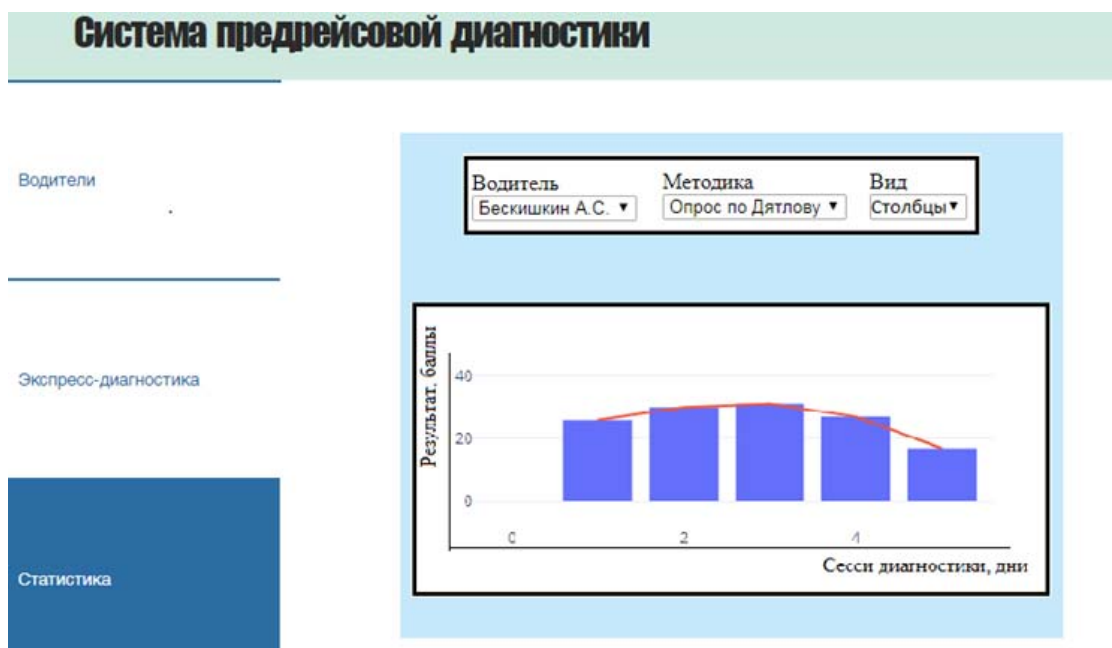 Система предрейсовой диагностики
Водители
Экспресс-диагностика
Статистика
Водитель Методика Вид
Бескишкин А.С. Опрос по Дятлову Столбцы
Результат, баллы
40
20
0
0 2 4
Сесси диагностики, дни